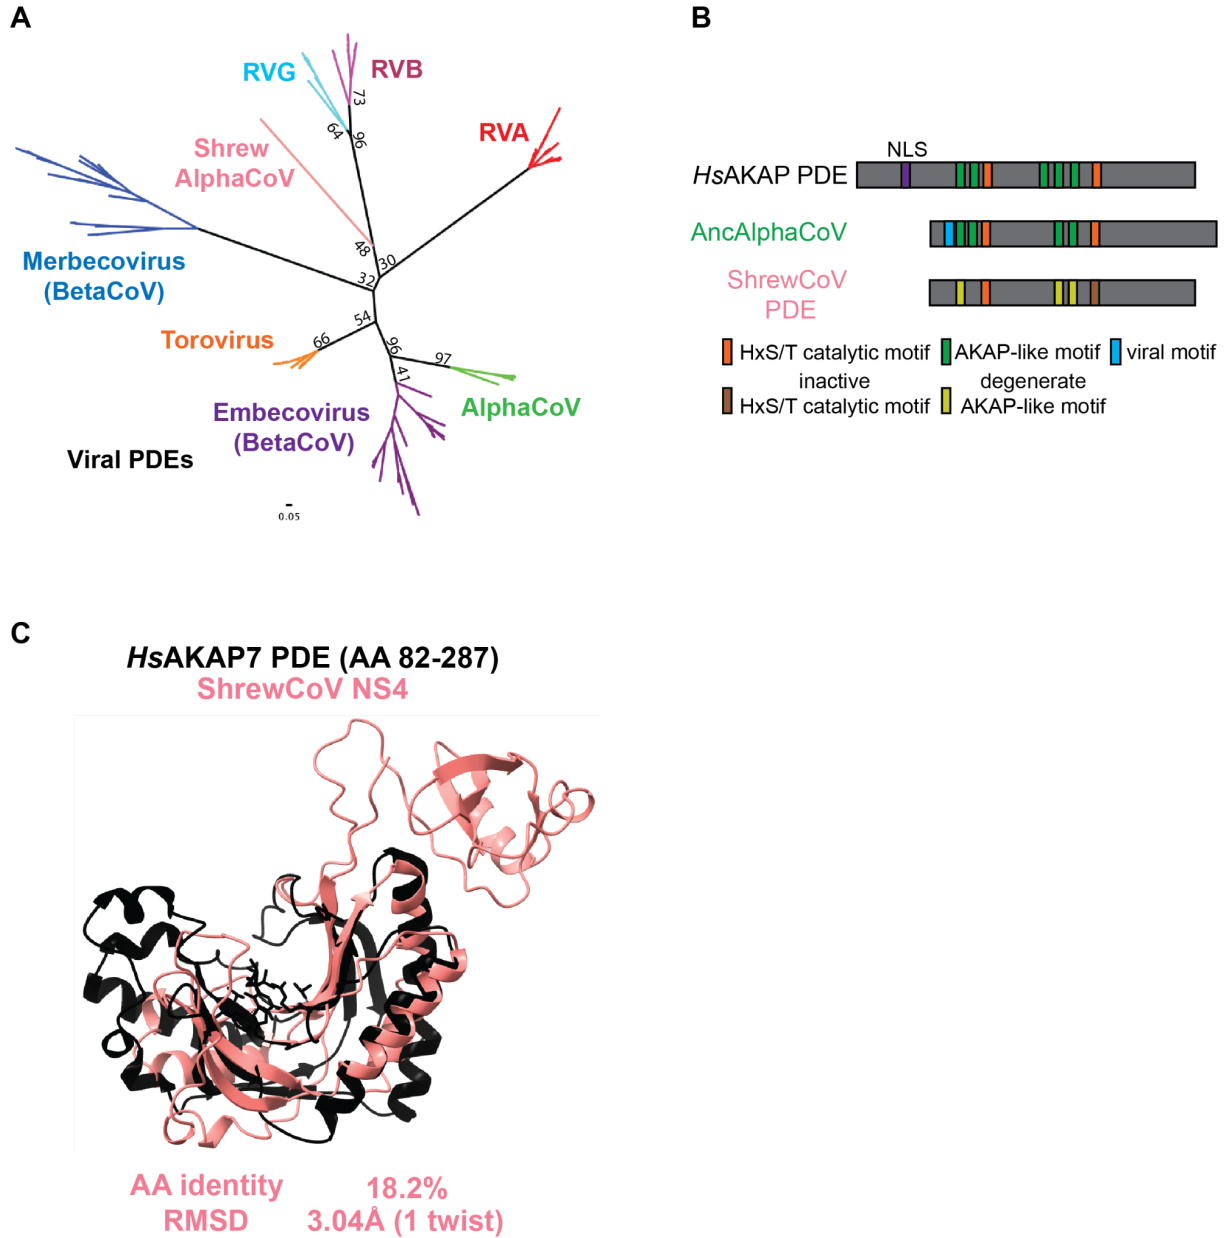 A
RVG
RVB
73
64
96
RVA
Shrew
AlphaCoV
48
30
32
Merbecovirus
(BetaCoV)
54
Torovirus
66
96
97
41
Embecovirus
(BetaCoV)
AlphaCoV
Viral PDEs
0.05
B
NLS
HsAKAP PDE
AncAlphaCoV
ShrewCoV
PDE
HxS/T catalytic motif
AKAP-like motif
viral motif
inactive
HxS/T catalytic motif
degenerate
AKAP-like motif
C
HsAKAP7 PDE (AA 82-287)
ShrewCoV NS4
AA identity 18.2%
RMSD 3.04Å (1 twist)